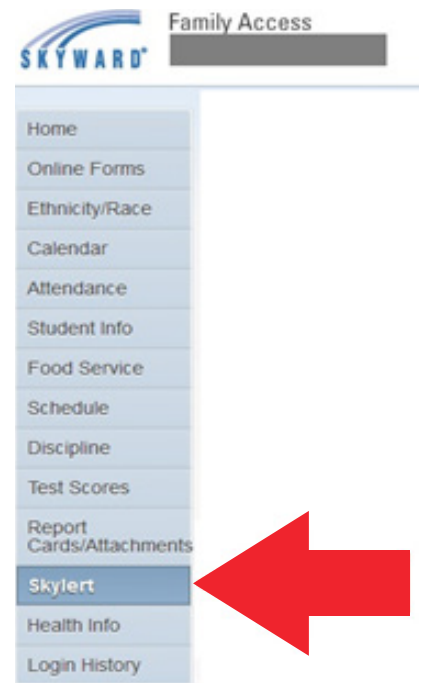 Family Access
SKYWARD®
Home
Online Forms
Ethnicity/Race
Calendar
Attendance
Student Info
Food Service
Schedule
Discipline
Test Scores
Report
Cards/Attachments
Skylert
Health Info
Login History